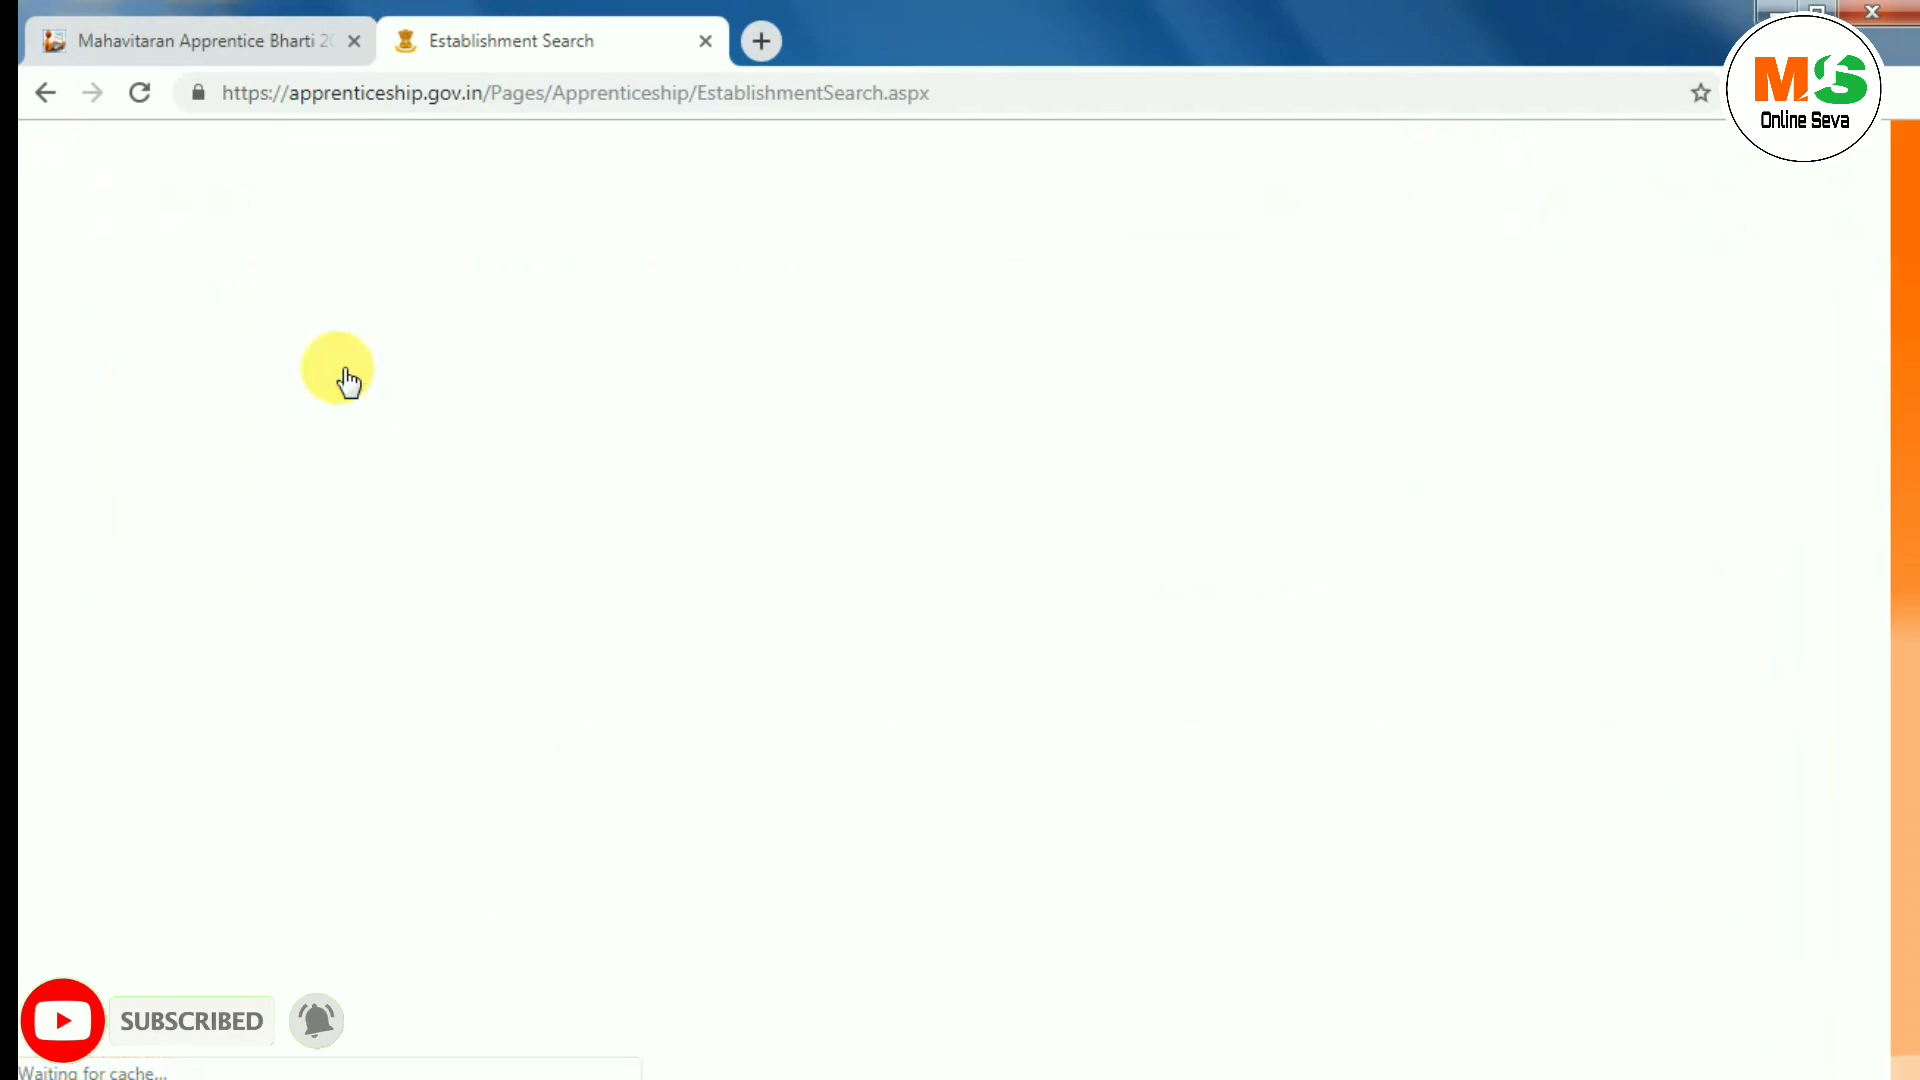 Mahavitaran Apprentice Bharti 20
Establishment Search
https://apprenticeship.gov.in/Pages/Apprenticeship/EstablishmentSearch.aspx
MS
Online Seva
SUBSCRIBED
Waiting for cache...